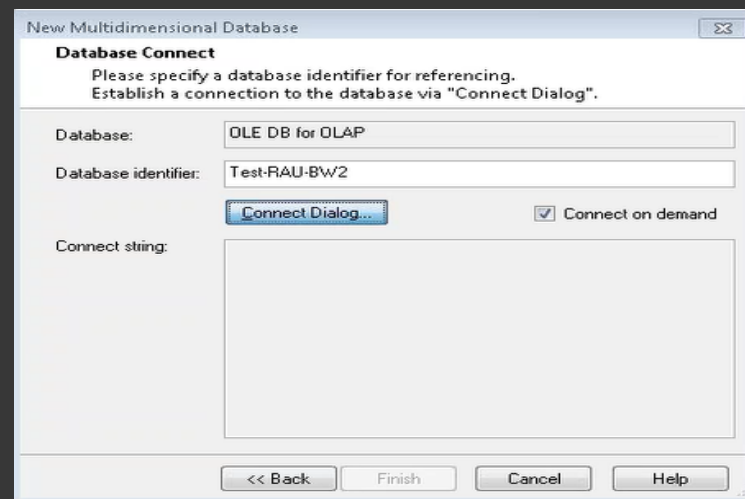 New Multidimensional Database
Database Connect
Please specify a database identifier for referencing.
Establish a connection to the database via "Connect Dialog".
Database:
OLE DB for OLAP
Database identifier:
Test-RAU-BW2
Connect Dialog...
Connect on demand
Connect string:
<< Back
Finish
Cancel
Help